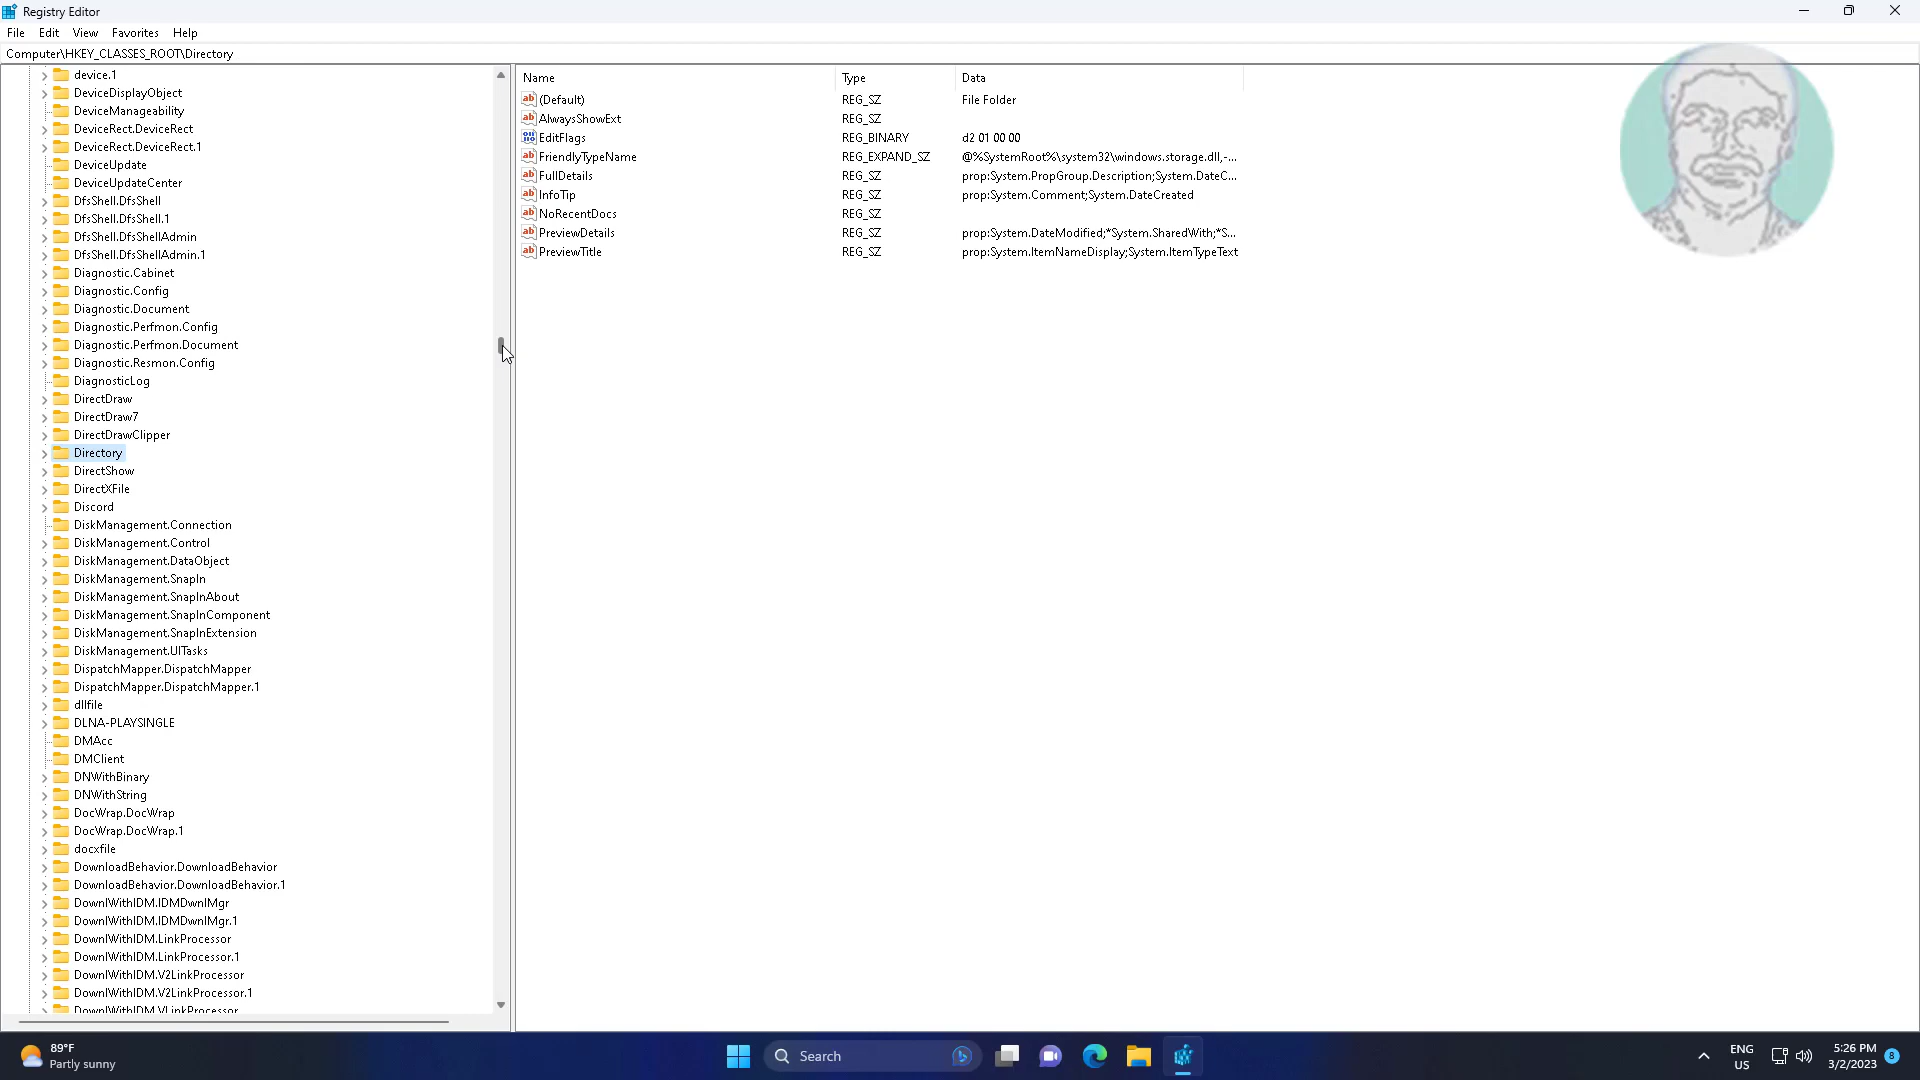 Registry Editor
File Edit View Favorites Help
Computer\HKEY_CLASSES_ROOT\Directory
device.1
DeviceDisplayObject
DeviceManageability
DeviceRect.DeviceRect
DeviceRect.DeviceRect.1
DeviceUpdate
DeviceUpdateCenter
DfsShell.DfsShell
DfsShell.DfsShell.1
DfsShell.DfsShellAdmin
DfsShell.DfsShellAdmin.1
Diagnostic.Cabinet
Diagnostic.Config
Diagnostic.Document
Diagnostic.Perfmon.Config
Diagnostic.Perfmon.Document
Diagnostic.Resmon.Config
DiagnosticLog
DirectDraw
DirectDraw7
DirectDrawClipper
Directory
DirectShow
DirectXFile
Discord
DiskManagement.Connection
DiskManagement.Control
DiskManagement.DataObject
DiskManagement.SnapIn
DiskManagement.SnapInAbout
DiskManagement.SnapInComponent
DiskManagement.SnapInExtension
DiskManagement.UITasks
DispatchMapper.DispatchMapper
DispatchMapper.DispatchMapper.1
dllfile
DLNA-PLAYSINGLE
DMAcc
DMClient
DNWithBinary
DNWithString
DocWrap.DocWrap
DocWrap.DocWrap.1
docxfile
DownloadBehavior.DownloadBehavior
DownloadBehavior.DownloadBehavior.1
DownlWithIDM.IDMDwnlMgr
DownlWithIDM.IDMDwnlMgr.1
DownlWithIDM.LinkProcessor
DownlWithIDM.LinkProcessor.1
DownlWithIDM.V2LinkProcessor
DownlWithIDM.V2LinkProcessor.1
DownlWithIDM.VLinkProcessor
Name Type Data
(Default) REG_SZ File Folder
AlwaysShowExt REG_SZ
EditFlags REG_BINARY d2 01 00 00
FriendlyTypeName REG_EXPAND_SZ @%SystemRoot%\system32\windows.storage.dll,-...
FullDetails REG_SZ prop:System.PropGroup.Description;System.DateC...
InfoTip REG_SZ prop:System.Comment;System.DateCreated
NoRecentDocs REG_SZ
PreviewDetails REG_SZ prop:System.DateModified;*System.SharedWith;*S...
PreviewTitle REG_SZ prop:System.ItemNameDisplay;System.ItemTypeText
89°F
Partly sunny
Search
ENG
US
5:26 PM
3/2/2023
8